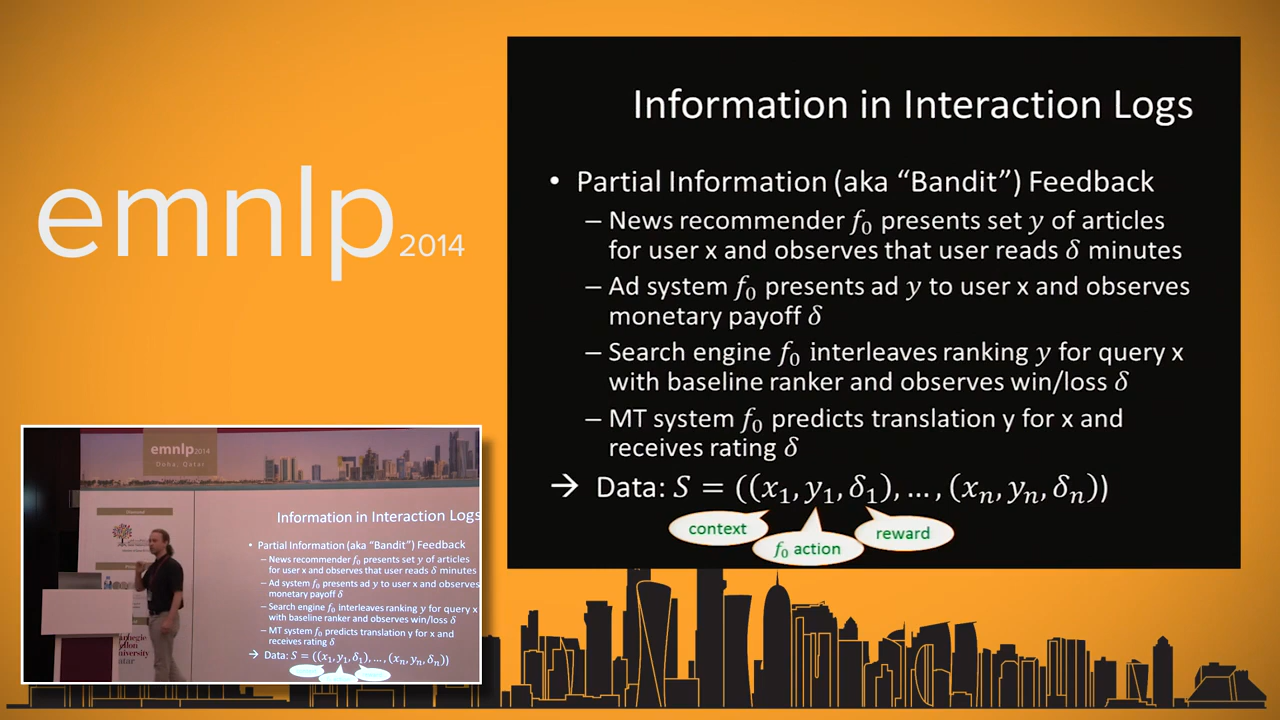 emnlp 2014
Information in Interaction Logs
• Partial Information (aka “Bandit”) Feedback
– News recommender f₀ presents set y of articles
for user x and observes that user reads δ minutes
– Ad system f₀ presents ad y to user x and observes
monetary payoff δ
– Search engine f₀ interleaves ranking y for query x
with baseline ranker and observes win/loss δ
– MT system f₀ predicts translation y for x and
receives rating δ
→ Data: S = ((x₁, y₁, δ₁), … , (xₙ, yₙ, δₙ))
context
f₀ action
reward
emnlp 2014
Doha, Qatar
Information in Interaction Logs
• Partial Information (aka “Bandit”) Feedback
– News recommender f₀ presents set y of articles
for user x and observes that user reads δ minutes
– Ad system f₀ presents ad y to user x and observes
monetary payoff δ
– Search engine f₀ interleaves ranking y for query x
with baseline ranker and observes win/loss δ
– MT system f₀ predicts translation y for x and
receives rating δ
→ Data: S = ((x₁, y₁, δ₁), … , (xₙ, yₙ, δₙ))